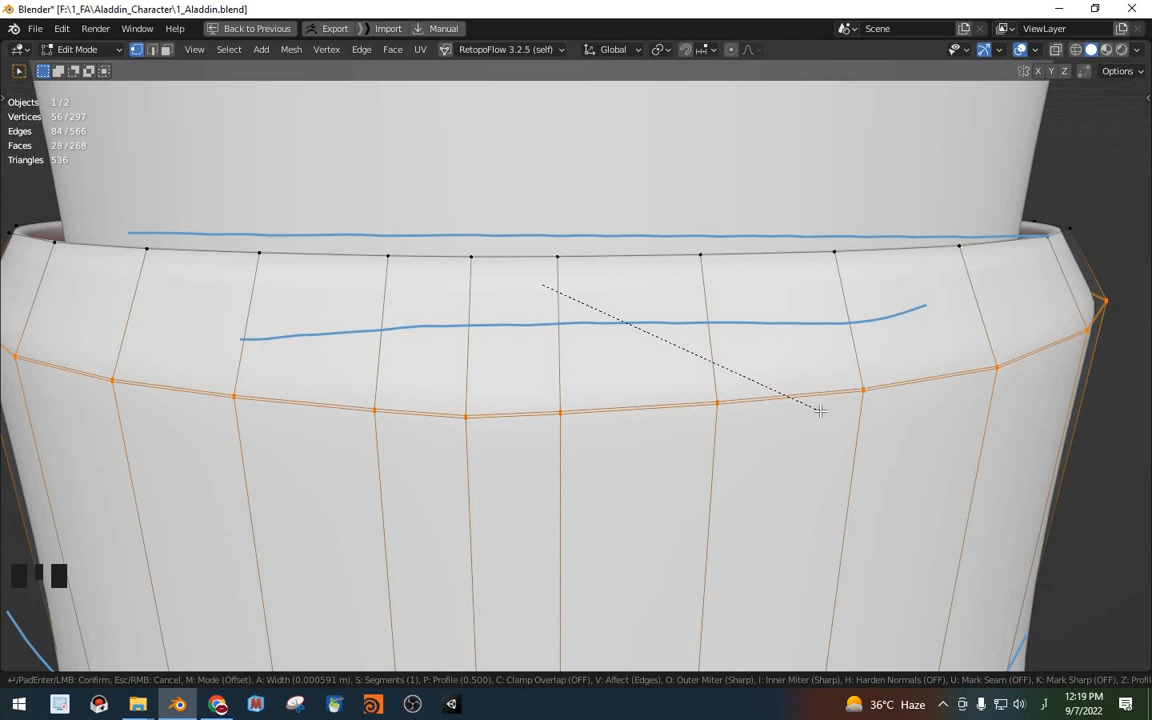 Blender* [F:\1_FA\Aladdin_Character\1_Aladdin.blend]
File Edit Render Window Help Back to Previous Export Import Manual Scene ViewLayer
Edit Mode View Select Add Mesh Vertex Edge Face UV RetopoFlow 3.2.5 (self) Global
X Y Z Options
Objects 1/2
Vertices 56/297
Edges 84/566
Faces 28/268
Triangles 536
↵/PadEnter/LMB: Confirm, Esc/RMB: Cancel, M: Mode (Offset), A: Width (0.000591 m), S: Segments (1), P: Profile (0.500), C: Clamp Overlap (OFF), V: Affect (Edges), O: Outer Miter (Sharp), I: Inner Miter (Sharp), H: Harden Normals (OFF), U: Mark Seam (OFF), K: Mark Sharp (OFF), Z: Profil
36°C Haze 12:19 PM
9/7/2022